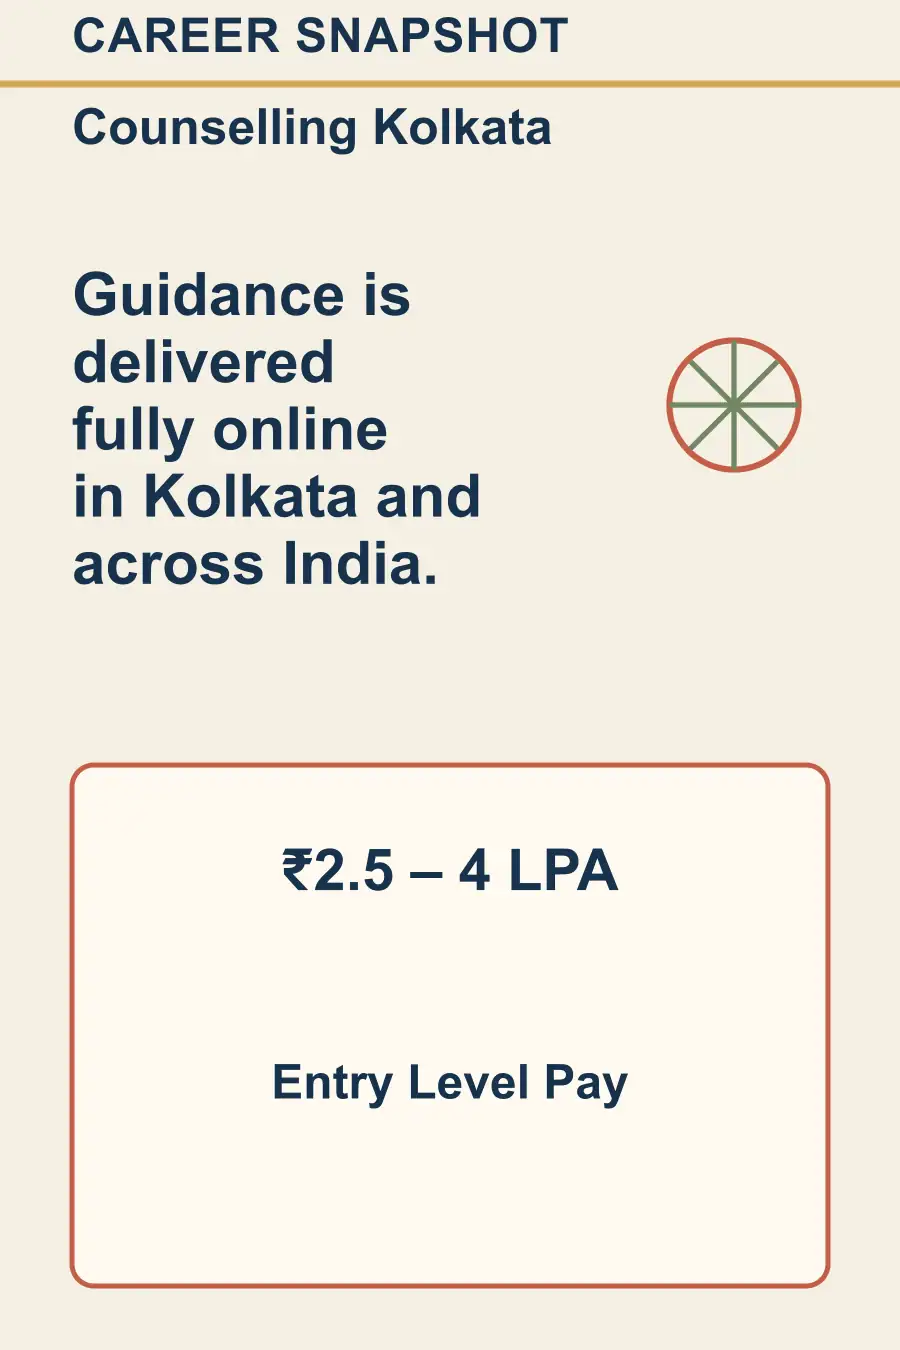 CAREER SNAPSHOT
Counselling Kolkata
Guidance is
delivered
fully online
in Kolkata and
across India.
₹2.5 – 4 LPA
Entry Level Pay